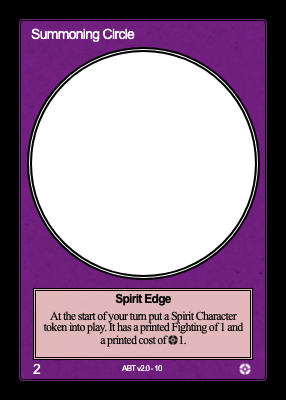 Summoning Circle
Spirit Edge
At the start of your turn put a Spirit Character
token into play. It has a printed Fighting of 1 and
a printed cost of 1.
2
ABT v2.0 - 10